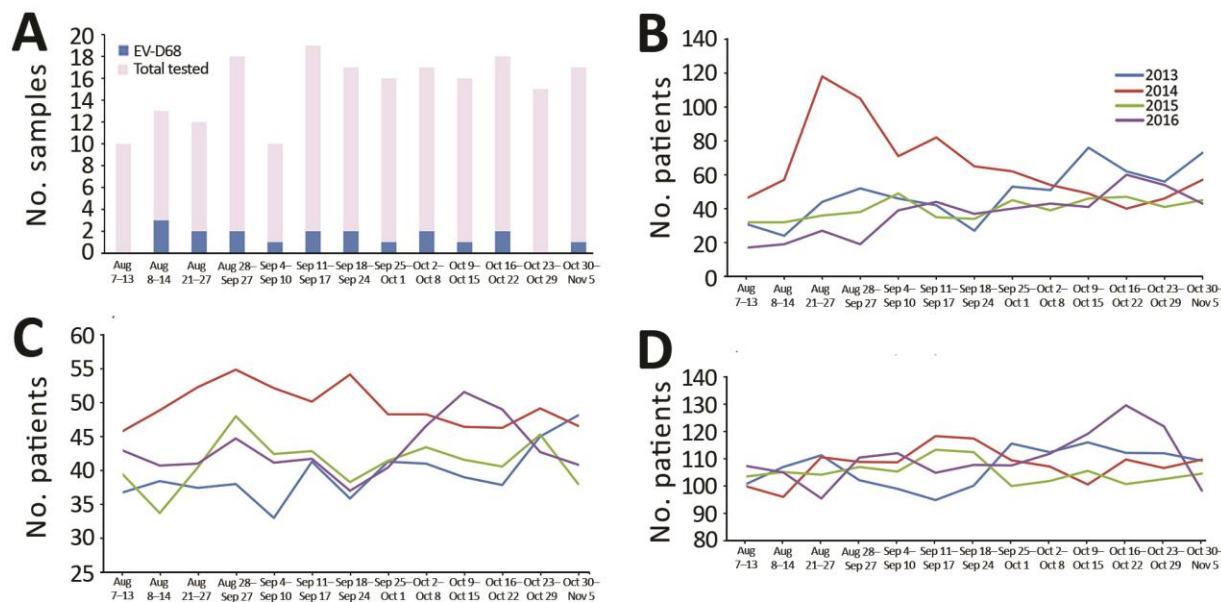 A
No. samples
20
18
16
14
12
10
8
6
4
2
0
EV-D68
Total tested
Aug 7–13
Aug 8–14
Aug 21–27
Aug 28–Sep 27
Sep 4–Sep 10
Sep 11–Sep 17
Sep 18–Sep 24
Sep 25–Oct 1
Oct 2–Oct 8
Oct 9–Oct 15
Oct 16–Oct 22
Oct 23–Oct 29
Oct 30–Nov 5
B
No. patients
140
120
100
80
60
40
20
0
2013
2014
2015
2016
Aug 7–13
Aug 8–14
Aug 21–27
Aug 28–Sep 27
Sep 4–Sep 10
Sep 11–Sep 17
Sep 18–Sep 24
Sep 25–Oct 1
Oct 2–Oct 8
Oct 9–Oct 15
Oct 16–Oct 22
Oct 23–Oct 29
Oct 30–Nov 5
C
No. patients
60
55
50
45
40
35
30
25
Aug 7–13
Aug 8–14
Aug 21–27
Aug 28–Sep 27
Sep 4–Sep 10
Sep 11–Sep 17
Sep 18–Sep 24
Sep 25–Oct 1
Oct 2–Oct 8
Oct 9–Oct 15
Oct 16–Oct 22
Oct 23–Oct 29
Oct 30–Nov 5
D
No. patients
140
130
120
110
100
90
80
Aug 7–13
Aug 8–14
Aug 21–27
Aug 28–Sep 27
Sep 4–Sep 10
Sep 11–Sep 17
Sep 18–Sep 24
Sep 25–Oct 1
Oct 2–Oct 8
Oct 9–Oct 15
Oct 16–Oct 22
Oct 23–Oct 29
Oct 30–Nov 5